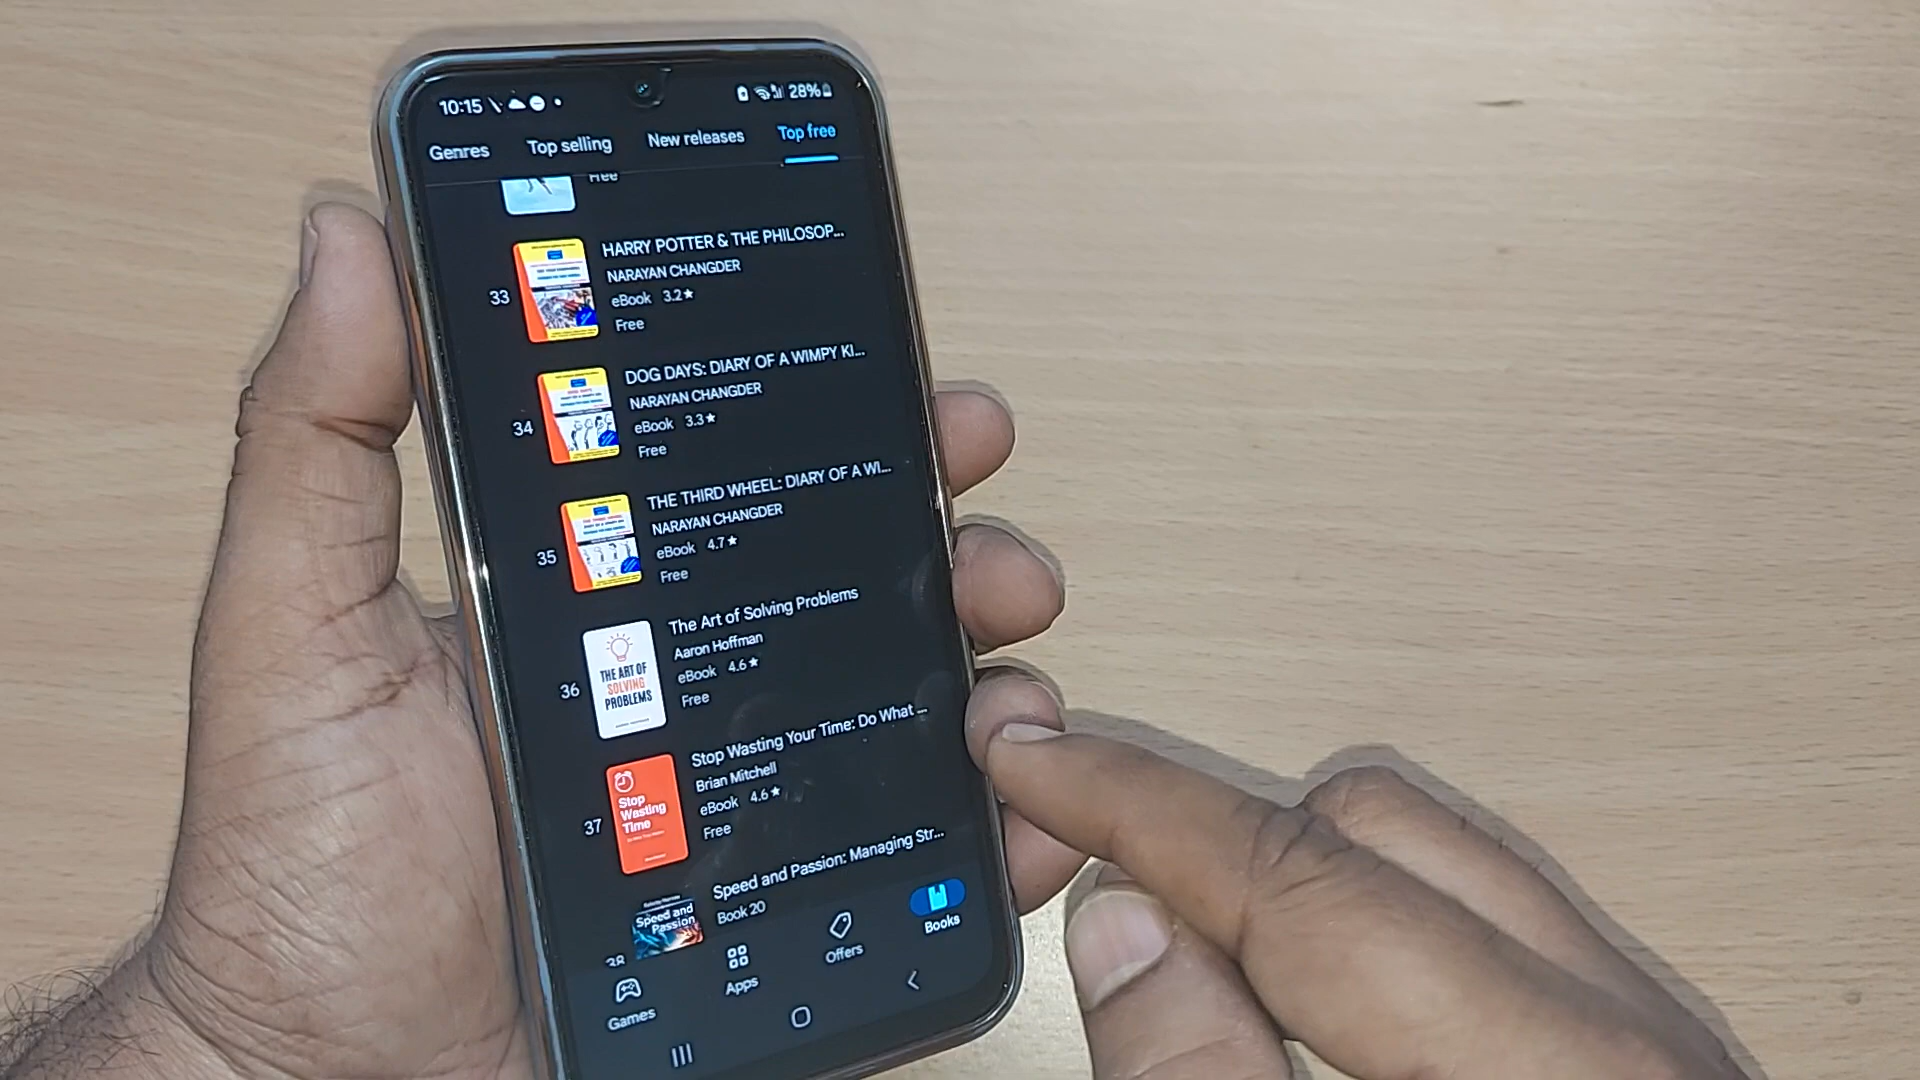 10:15
28%
Genres
Top selling
New releases
Top free
Free
33
HARRY POTTER & THE PHILOSOP...
NARAYAN CHANGDER
eBook 3.2★
Free
34
DOG DAYS: DIARY OF A WIMPY KI...
NARAYAN CHANGDER
eBook 3.3★
Free
35
THE THIRD WHEEL: DIARY OF A WI...
NARAYAN CHANGDER
eBook 4.7★
Free
36
THE ART OF
SOLVING
PROBLEMS
The Art of Solving Problems
Aaron Hoffman
eBook 4.6★
Free
37
Stop
Wasting
Time
Stop Wasting Your Time: Do What ...
Brian Mitchell
eBook 4.6★
Free
38
Speed and
Passion
Speed and Passion: Managing Str...
Book 20
Games
Apps
Offers
Books